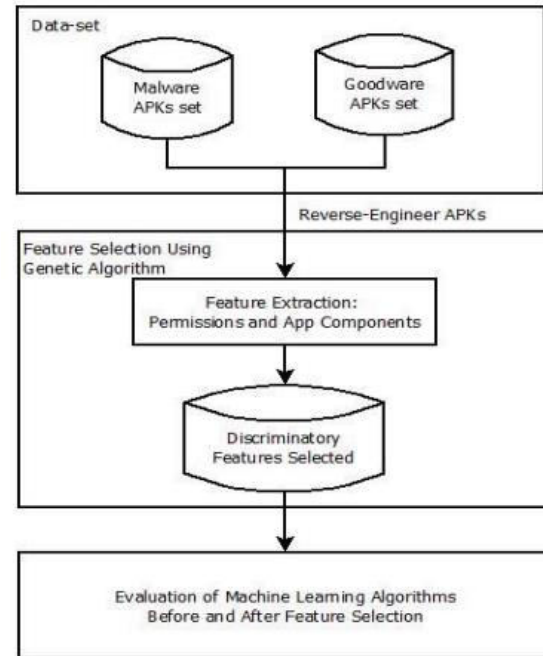 Data-set
Malware
APKs set
Goodware
APKs set
Reverse-Engineer APKs
Feature Selection Using
Genetic Algorithm
Feature Extraction:
Permissions and App Components
Discriminatory
Features Selected
Evaluation of Machine Learning Algorithms
Before and After Feature Selection